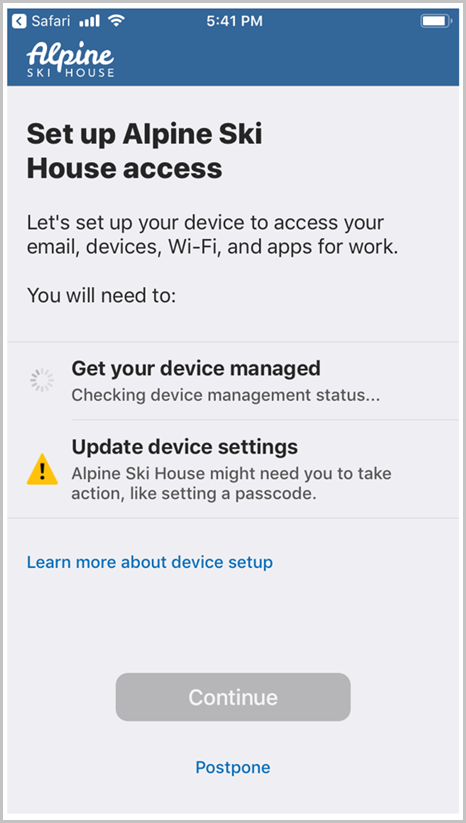 Safari 5:41 PM
Alpine
SKI HOUSE
Set up Alpine Ski
House access
Let's set up your device to access your
email, devices, Wi-Fi, and apps for work.
You will need to:
Get your device managed
Checking device management status...
Update device settings
Alpine Ski House might need you to take
action, like setting a passcode.
Learn more about device setup
Continue
Postpone